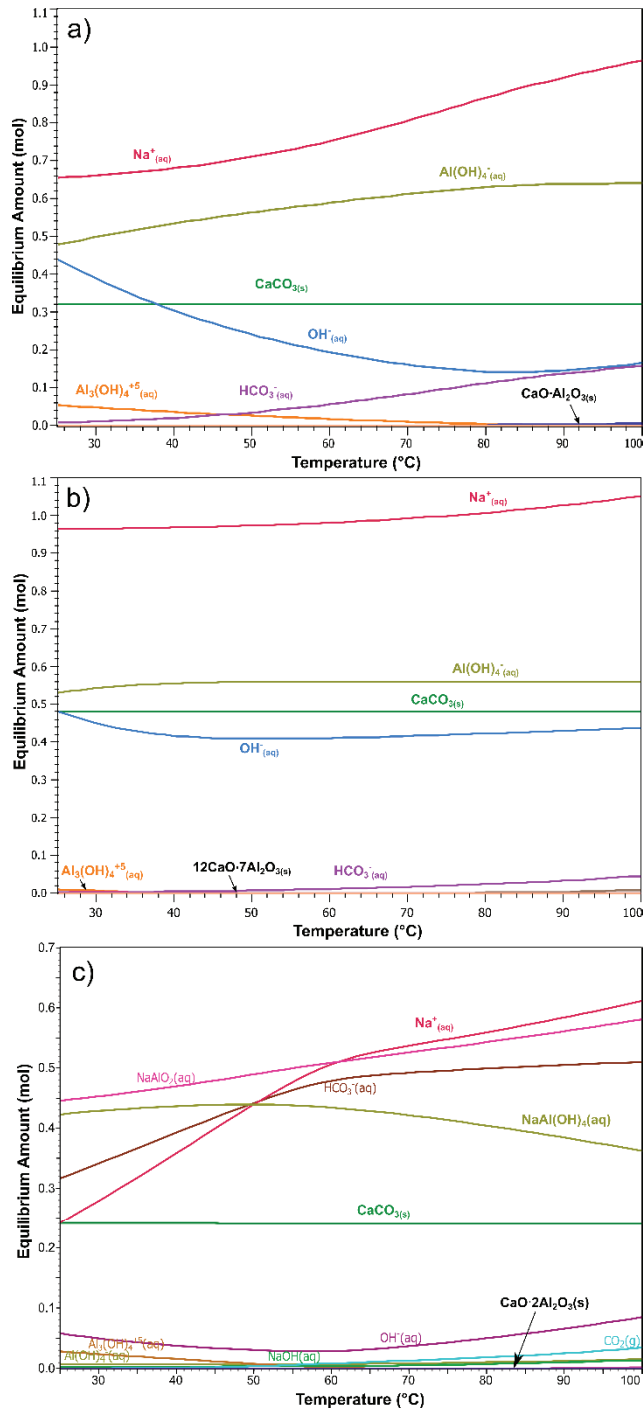 a)
Equilibrium Amount (mol)
1.1
1.0
0.9
0.8
0.7
0.6
0.5
0.4
0.3
0.2
0.1
0.0
Na⁺(aq)
Al(OH)₄⁻(aq)
CaCO₃(s)
OH⁻(aq)
Al₃(OH)₄⁺⁵(aq)
HCO₃⁻(aq)
CaO·Al₂O₃(s)
30 40 50 60 70 80 90 100
Temperature (°C)
b)
Equilibrium Amount (mol)
1.1
1.0
0.9
0.8
0.7
0.6
0.5
0.4
0.3
0.2
0.1
0.0
Na⁺(aq)
Al(OH)₄⁻(aq)
CaCO₃(s)
OH⁻(aq)
Al₃(OH)₄⁺⁵(aq)
12CaO·7Al₂O₃(s)
HCO₃⁻(aq)
30 40 50 60 70 80 90 100
Temperature (°C)
c)
Equilibrium Amount (mol)
0.7
0.6
0.5
0.4
0.3
0.2
0.1
0.0
Na⁺(aq)
NaAlO₂(aq)
HCO₃⁻(aq)
NaAl(OH)₄(aq)
CaCO₃(s)
CaO·2Al₂O₃(s)
Al₃(OH)₄⁺⁵(aq)
OH⁻(aq)
CO₂(g)
Al(OH)₄⁻(aq)
NaOH(aq)
30 40 50 60 70 80 90 100
Temperature (°C)